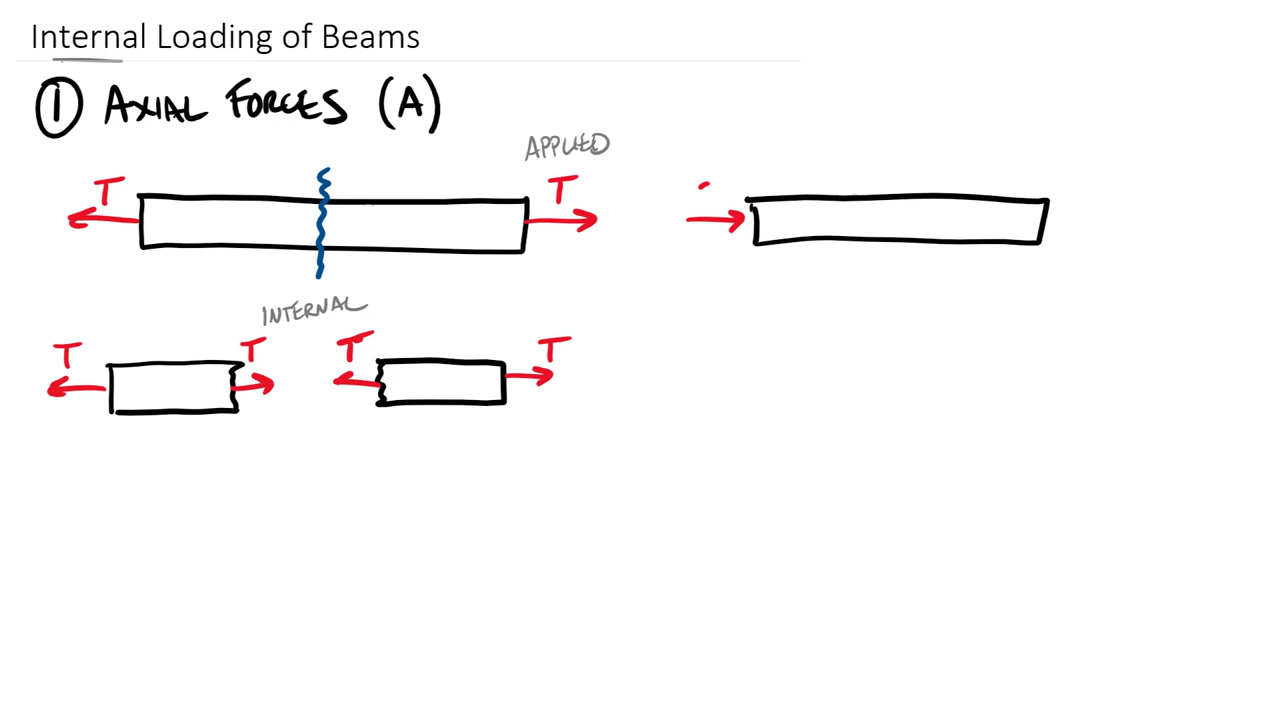 Internal Loading of Beams
① AXIAL FORCES (A)
APPLIED
T T
INTERNAL
T T T T